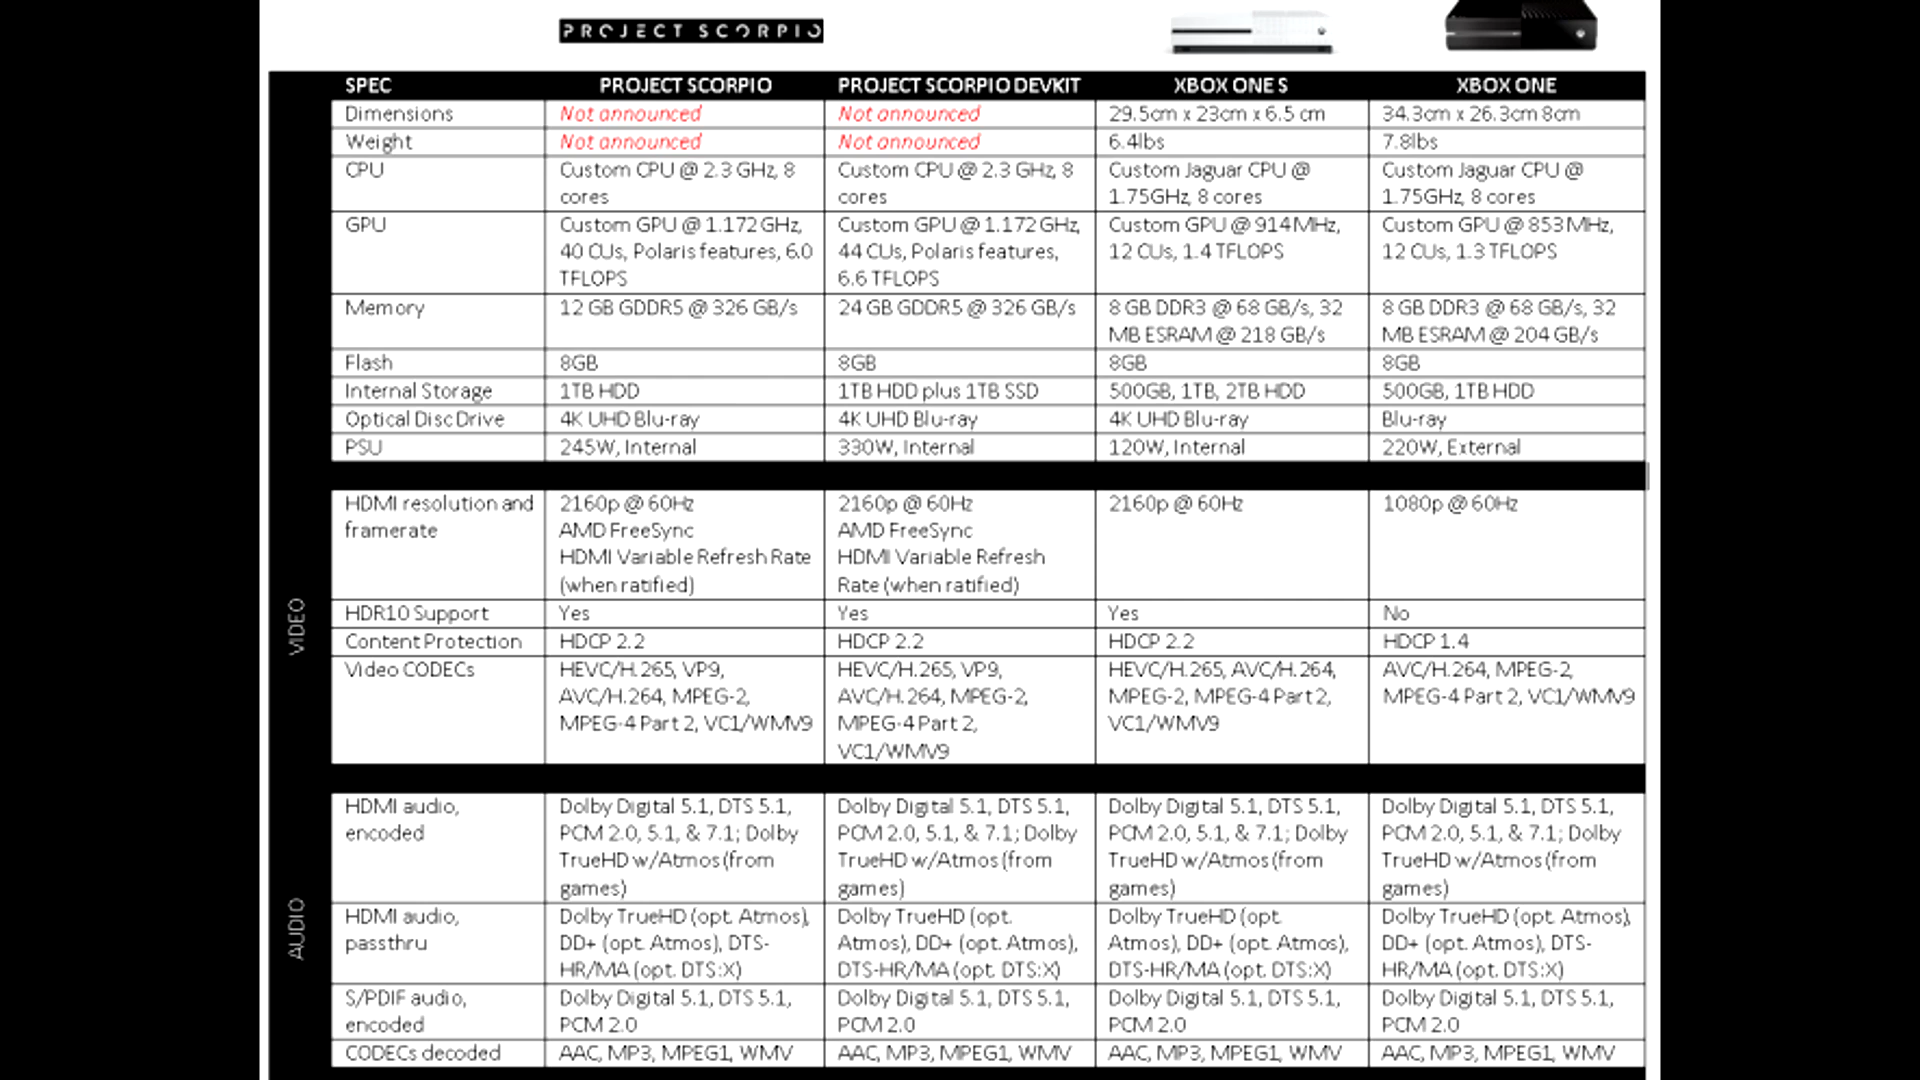 PROJECT SCORPIO
SPEC PROJECT SCORPIO PROJECT SCORPIO DEVKIT XBOX ONE S XBOX ONE
Dimensions Not announced Not announced 29.5cm x 23cm x 6.5 cm 34.3cm x 26.3cm 8cm
Weight Not announced Not announced 6.4lbs 7.8lbs
CPU Custom CPU @ 2.3 GHz, 8 Custom CPU @ 2.3 GHz, 8 Custom Jaguar CPU @ Custom Jaguar CPU @
cores cores 1.75GHz, 8 cores 1.75GHz, 8 cores
GPU Custom GPU @ 1.172 GHz, Custom GPU @ 1.172 GHz, Custom GPU @ 914 MHz, Custom GPU @ 853 MHz,
40 CUs, Polaris features, 6.0 44 CUs, Polaris features, 12 CUs, 1.4 TFLOPS 12 CUs, 1.3 TFLOPS
TFLOPS 6.6 TFLOPS
Memory 12 GB GDDR5 @ 326 GB/s 24 GB GDDR5 @ 326 GB/s 8 GB DDR3 @ 68 GB/s, 32 8 GB DDR3 @ 68 GB/s, 32
MB ESRAM @ 218 GB/s MB ESRAM @ 204 GB/s
Flash 8GB 8GB 8GB 8GB
Internal Storage 1TB HDD 1TB HDD plus 1TB SSD 500GB, 1TB, 2TB HDD 500GB, 1TB HDD
Optical Disc Drive 4K UHD Blu-ray 4K UHD Blu-ray 4K UHD Blu-ray Blu-ray
PSU 245W, Internal 330W, Internal 120W, Internal 220W, External
VIDEO
HDMI resolution and 2160p @ 60Hz 2160p @ 60Hz 2160p @ 60Hz 1080p @ 60Hz
framerate AMD FreeSync AMD FreeSync
HDMI Variable Refresh Rate HDMI Variable Refresh
(when ratified) Rate (when ratified)
HDR10 Support Yes Yes Yes No
Content Protection HDCP 2.2 HDCP 2.2 HDCP 2.2 HDCP 1.4
Video CODECs HEVC/H.265, VP9, HEVC/H.265, VP9, HEVC/H.265, AVC/H.264, AVC/H.264, MPEG-2,
AVC/H.264, MPEG-2, AVC/H.264, MPEG-2, MPEG-2, MPEG-4 Part 2, MPEG-4 Part 2, VC1/WMV9
MPEG-4 Part 2, VC1/WMV9 MPEG-4 Part 2, VC1/WMV9
VC1/WMV9
AUDIO
HDMI audio, Dolby Digital 5.1, DTS 5.1, Dolby Digital 5.1, DTS 5.1, Dolby Digital 5.1, DTS 5.1, Dolby Digital 5.1, DTS 5.1,
encoded PCM 2.0, 5.1, & 7.1; Dolby PCM 2.0, 5.1, & 7.1; Dolby PCM 2.0, 5.1, & 7.1; Dolby PCM 2.0, 5.1, & 7.1; Dolby
TrueHD w/Atmos (from TrueHD w/Atmos (from TrueHD w/Atmos (from TrueHD w/Atmos (from
games) games) games) games)
HDMI audio, Dolby TrueHD (opt. Atmos), Dolby TrueHD (opt. Dolby TrueHD (opt. Dolby TrueHD (opt. Atmos),
passthru DD+ (opt. Atmos), DTS- Atmos), DD+ (opt. Atmos), Atmos), DD+ (opt. Atmos), DD+ (opt. Atmos), DTS-
HR/MA (opt. DTS:X) DTS-HR/MA (opt. DTS:X) DTS-HR/MA (opt. DTS:X) HR/MA (opt. DTS:X)
S/PDIF audio, Dolby Digital 5.1, DTS 5.1, Dolby Digital 5.1, DTS 5.1, Dolby Digital 5.1, DTS 5.1, Dolby Digital 5.1, DTS 5.1,
encoded PCM 2.0 PCM 2.0 PCM 2.0 PCM 2.0
CODECs decoded AAC, MP3, MPEG1, WMV AAC, MP3, MPEG1, WMV AAC, MP3, MPEG1, WMV AAC, MP3, MPEG1, WMV